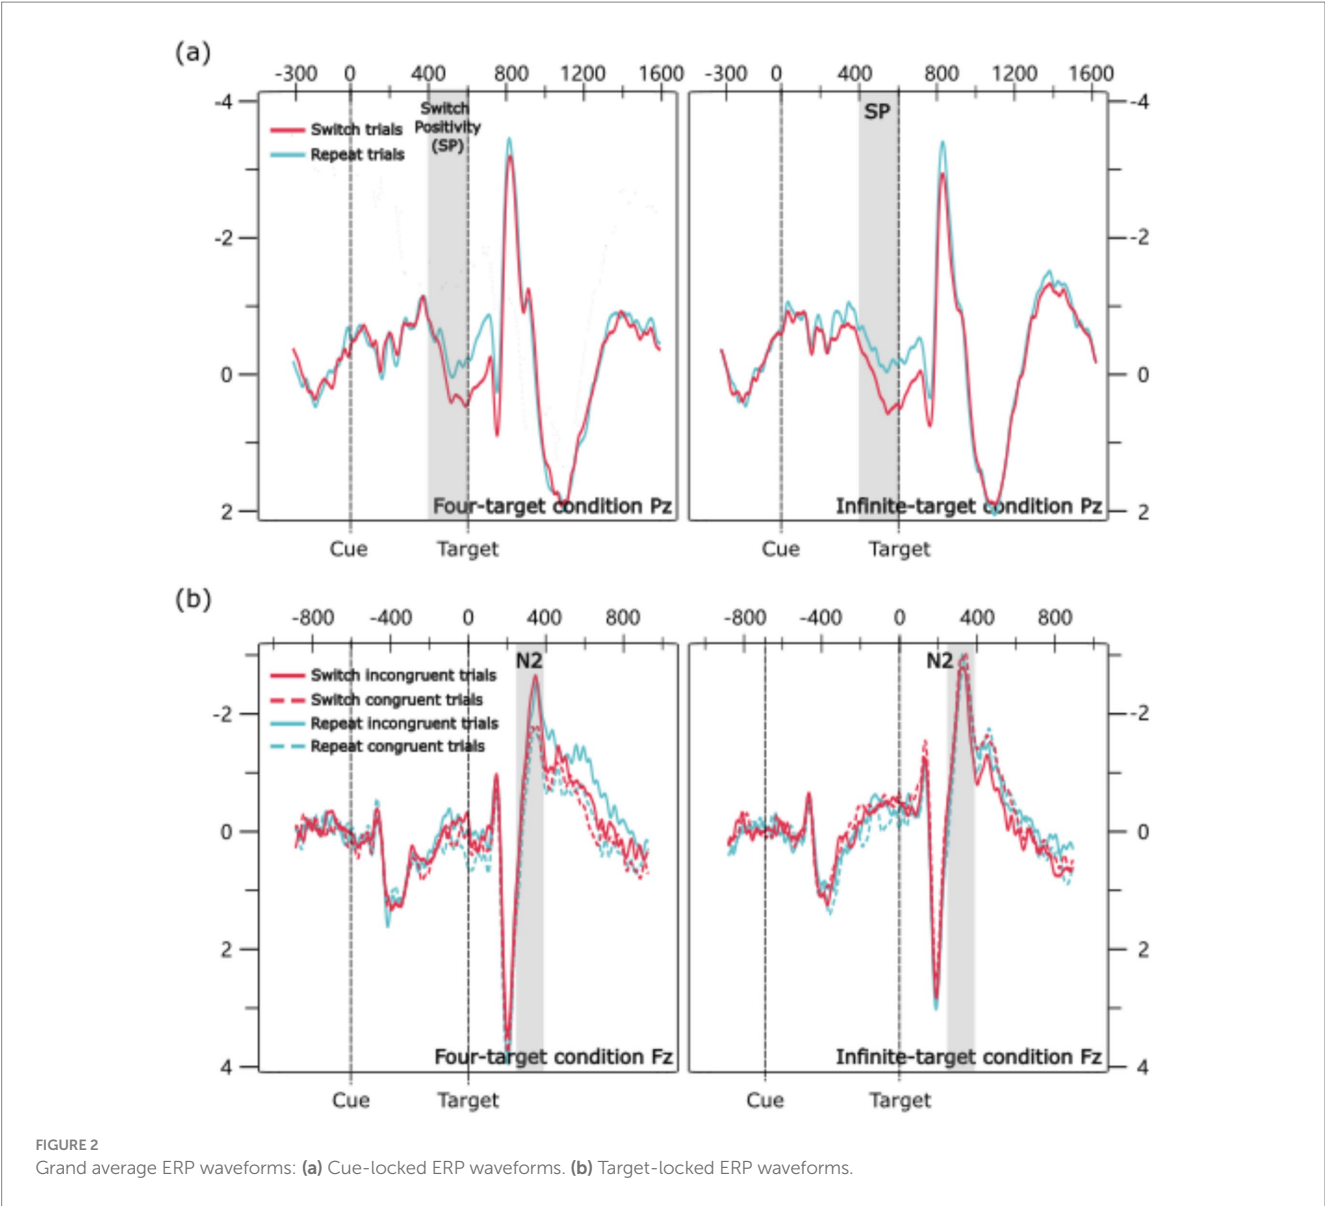 (a)
-300 0 400 800 1200 1600
-300 0 400 800 1200 1600
-4
-2
0
2
Switch trials
Repeat trials
Switch
Positivity
(SP)
Four-target condition Pz
Cue
Target
SP
-4
-2
0
2
Infinite-target condition Pz
Cue
Target
(b)
-800 -400 0 400 800
-800 -400 0 400 800
-2
0
2
4
Switch incongruent trials
Switch congruent trials
Repeat incongruent trials
Repeat congruent trials
N2
Four-target condition Fz
Cue
Target
N2
-2
0
2
4
Infinite-target condition Fz
Cue
Target
FIGURE 2
Grand average ERP waveforms: (a) Cue-locked ERP waveforms. (b) Target-locked ERP waveforms.